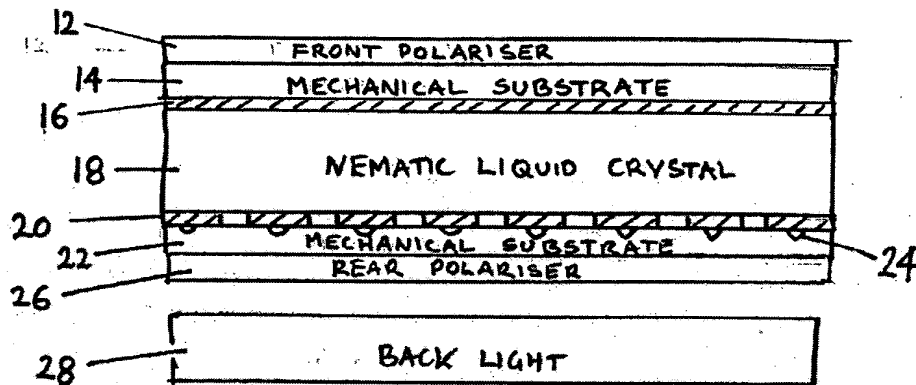 12
FRONT POLARISER
14
MECHANICAL SUBSTRATE
16
18
NEMATIC LIQUID CRYSTAL
20
22
MECHANICAL SUBSTRATE
24
26
REAR POLARISER
28
BACK LIGHT